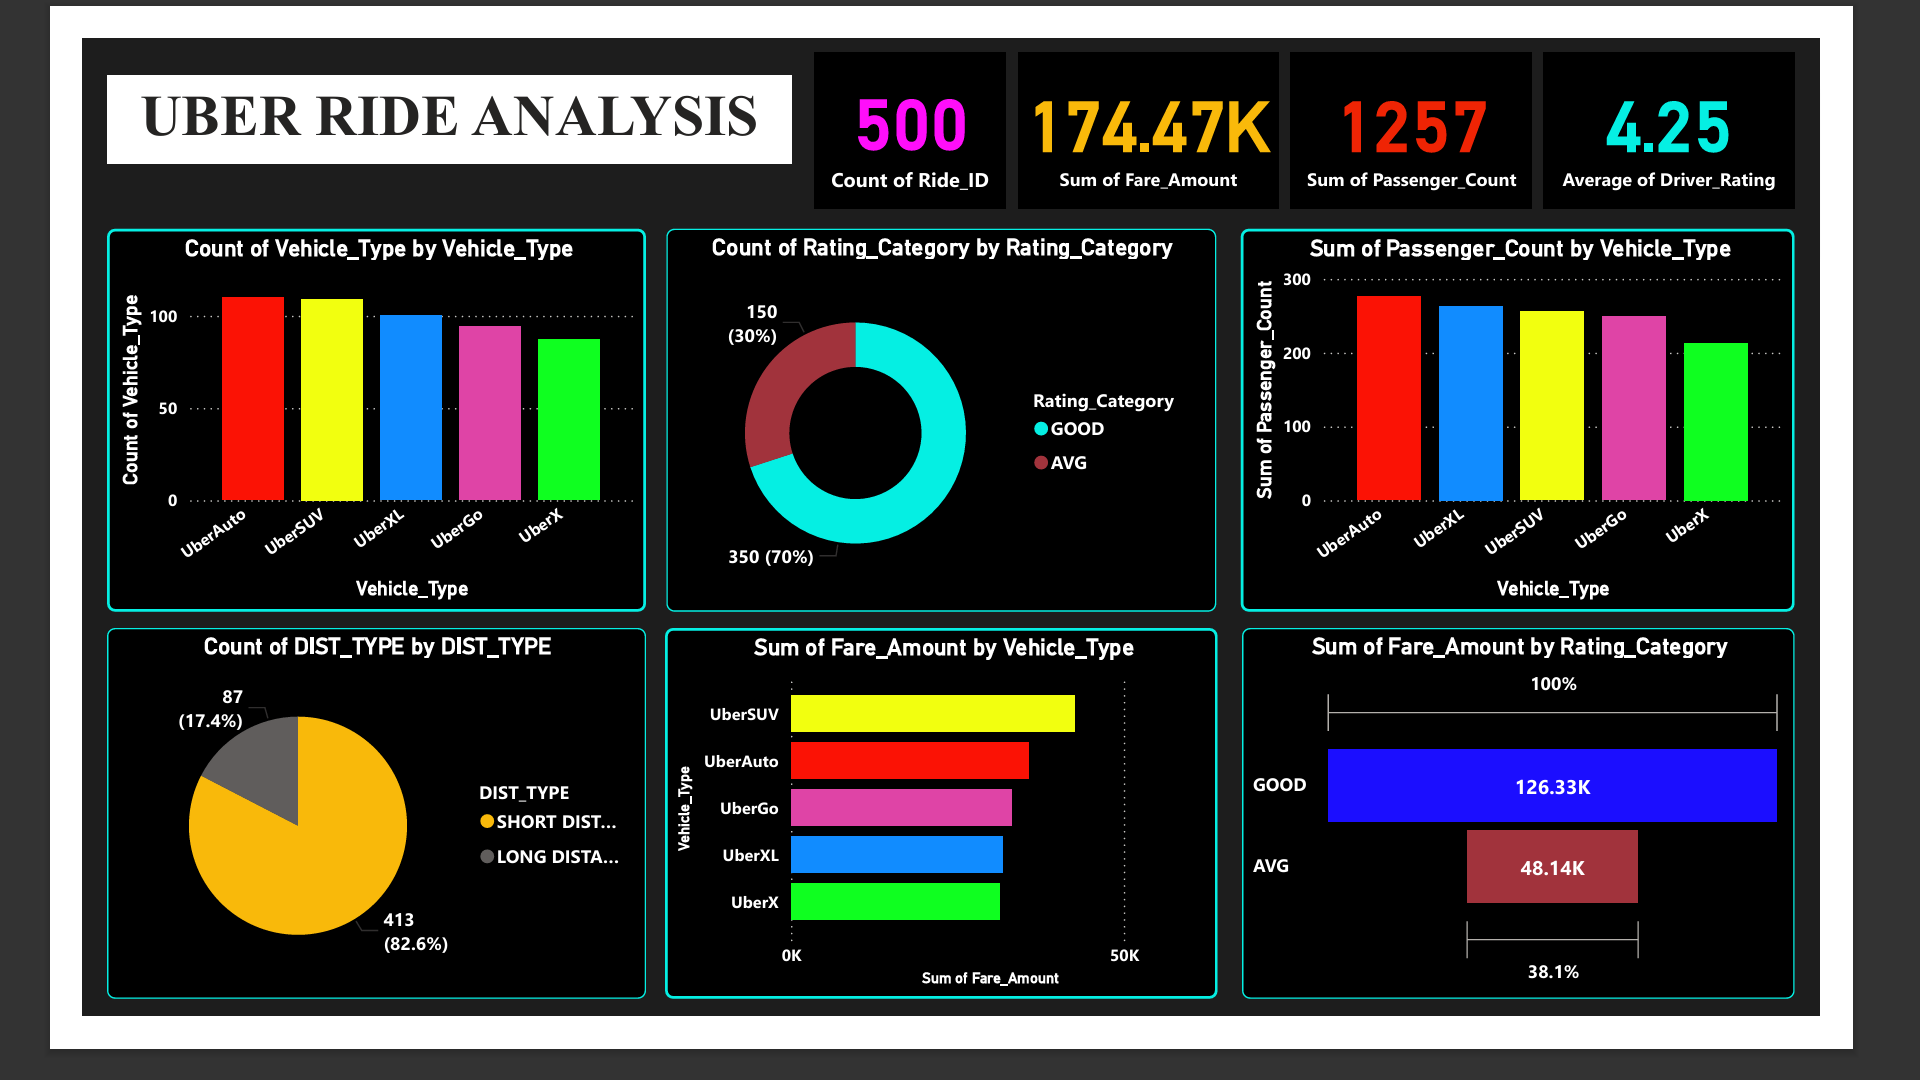 UBER RIDE ANALYSIS
500
Count of Ride_ID
174.47K
Sum of Fare_Amount
1257
Sum of Passenger_Count
4.25
Average of Driver_Rating
Count of Vehicle_Type by Vehicle_Type
Count of Vehicle_Type
100
50
0
UberAuto
UberSUV
UberXL
UberGo
UberX
Vehicle_Type
Count of Rating_Category by Rating_Category
150
(30%)
350 (70%)
Rating_Category
GOOD
AVG
Sum of Passenger_Count by Vehicle_Type
Sum of Passenger_Count
300
200
100
0
UberAuto
UberXL
UberSUV
UberGo
UberX
Vehicle_Type
Count of DIST_TYPE by DIST_TYPE
87
(17.4%)
413
(82.6%)
DIST_TYPE
SHORT DIST...
LONG DISTA...
Sum of Fare_Amount by Vehicle_Type
Vehicle_Type
UberSUV
UberAuto
UberGo
UberXL
UberX
0K
50K
Sum of Fare_Amount
Sum of Fare_Amount by Rating_Category
100%
GOOD
126.33K
AVG
48.14K
38.1%